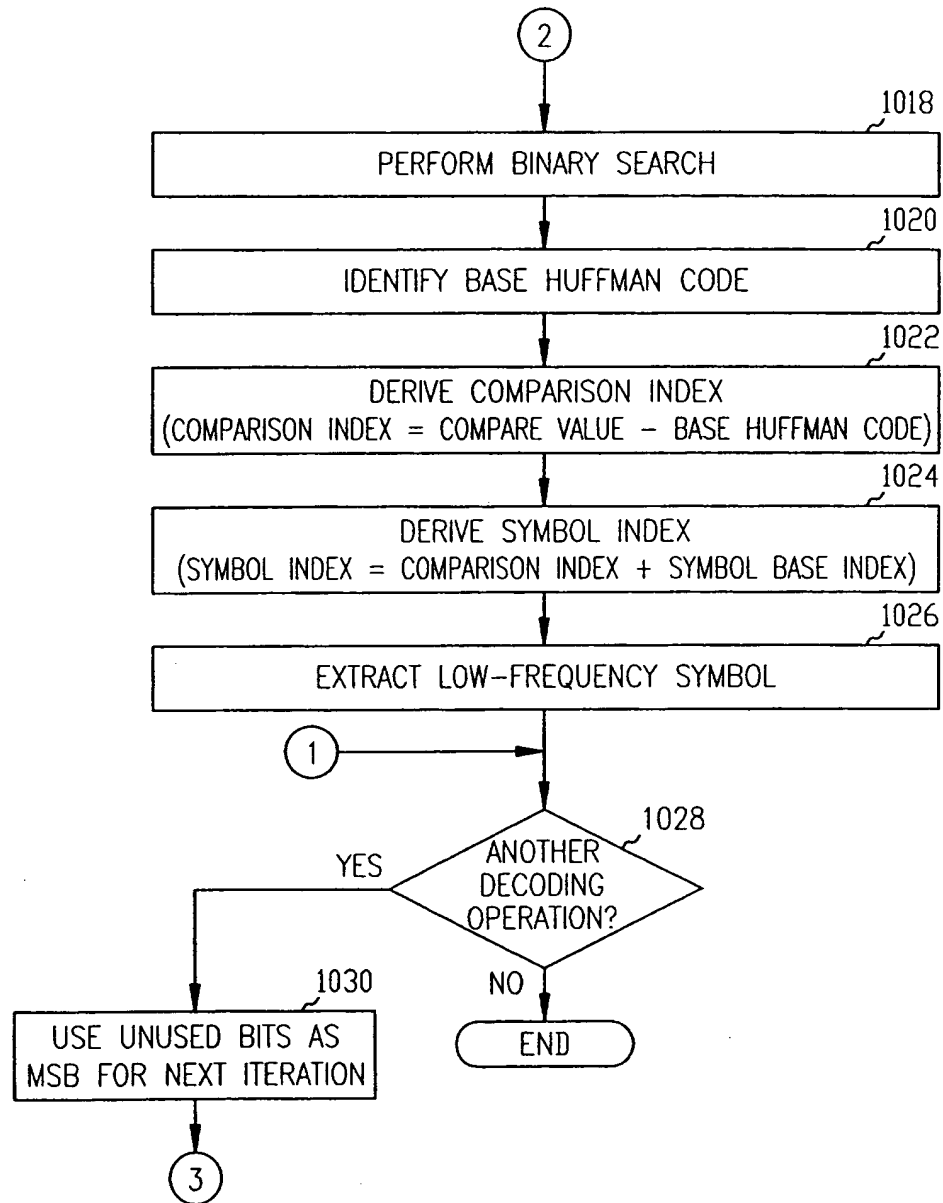 2
1018
PERFORM BINARY SEARCH
1020
IDENTIFY BASE HUFFMAN CODE
1022
DERIVE COMPARISON INDEX
(COMPARISON INDEX = COMPARE VALUE – BASE HUFFMAN CODE)
1024
DERIVE SYMBOL INDEX
(SYMBOL INDEX = COMPARISON INDEX + SYMBOL BASE INDEX)
1026
EXTRACT LOW–FREQUENCY SYMBOL
1
1028
ANOTHER
DECODING
OPERATION?
YES
NO
1030
USE UNUSED BITS AS
MSB FOR NEXT ITERATION
END
3